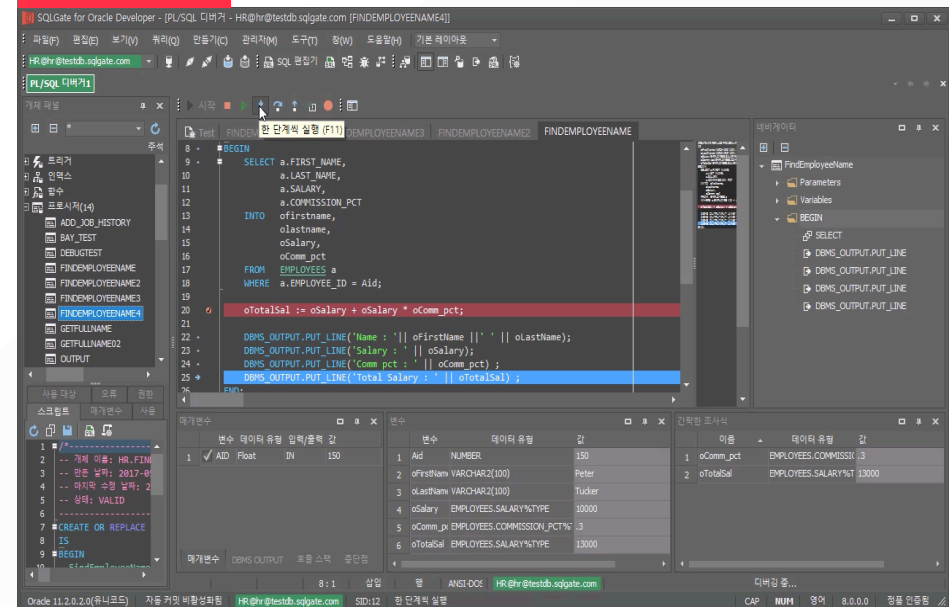 SQLGate for Oracle Developer - [PL/SQL 디버거 - HR@hr@testdb.sqlgate.com [FINDEMPLOYEENAME4]]
파일(F) 편집(E) 보기(V) 쿼리(Q) 만들기(C) 관리자(M) 도구(T) 창(W) 도움말(H) 기본 레이아웃
HR@hr@testdb.sqlgate.com SQL 편집기
PL/SQL 디버거1
개체 패널
시작
한 단계씩 실행 (F11)
Test DEMPLOYEENAME3 FINDEMPLOYEENAME2 FINDEMPLOYEENAME
주석
트리거
인덱스
함수
프로시저(14)
ADD_JOB_HISTORY
BAY_TEST
DEBUGTEST
FINDEMPLOYEENAME
FINDEMPLOYEENAME2
FINDEMPLOYEENAME3
FINDEMPLOYEENAME4
GETFULLNAME
GETFULLNAME02
OUTPUT
사용 대상 오류 권한
스크립트 매개변수 사용
1 /*-----------------
2 -- 개체 이름: HR.FIN
3 -- 만든 날짜: 2017-0
4 -- 마지막 수정 날짜: 2
5 -- 상태: VALID
6 -------------------
7 CREATE OR REPLACE
8 IS
9 BEGIN
8 BEGIN
9 SELECT a.FIRST_NAME,
10 a.LAST_NAME,
11 a.SALARY,
12 a.COMMISSION_PCT
13 INTO ofirstname,
14 olastname,
15 oSalary,
16 oComm_pct
17 FROM EMPLOYEES a
18 WHERE a.EMPLOYEE_ID = Aid;
19
20 oTotalSal := oSalary + oSalary * oComm_pct;
21
22 DBMS_OUTPUT.PUT_LINE('Name : '|| oFirstName ||' ' || oLastName);
23 DBMS_OUTPUT.PUT_LINE('Salary : ' || oSalary);
24 DBMS_OUTPUT.PUT_LINE('Comm pct : ' || oComm_pct) ;
25 DBMS_OUTPUT.PUT_LINE('Total Salary : ' || oTotalSal) ;
26 END;
네비게이터
FindEmployeeName
Parameters
Variables
BEGIN
SELECT
DBMS_OUTPUT.PUT_LINE
DBMS_OUTPUT.PUT_LINE
DBMS_OUTPUT.PUT_LINE
DBMS_OUTPUT.PUT_LINE
매개변수
변수 데이터 유형 입력/출력 값
1 AID Float IN 150
매개변수 DBMS OUTPUT 호출 스택 중단점
변수
변수 데이터 유형 값
1 Aid NUMBER 150
2 oFirstNam VARCHAR2(100) Peter
3 oLastName VARCHAR2(100) Tucker
4 oSalary EMPLOYEES.SALARY%TYPE 10000
5 oComm_pc EMPLOYEES.COMMISSION_PCT% .3
6 oTotalSal EMPLOYEES.SALARY%TYPE 13000
간략한 조사식
이름 데이터 유형 값
1 oComm_pct EMPLOYEES.COMMISSIC .3
2 oTotalSal EMPLOYEES.SALARY%T 13000
8:1 삽입 행 ANSI-DOS HR@hr@testdb.sqlgate.com 디버깅 중...
Oracle 11.2.0.2.0(유니코드) 자동 커밋 비활성화됨 HR@hr@testdb.sqlgate.com SID:12 한 단계씩 실행 CAP NUM 영어 8.0.0.0 정품 인증됨